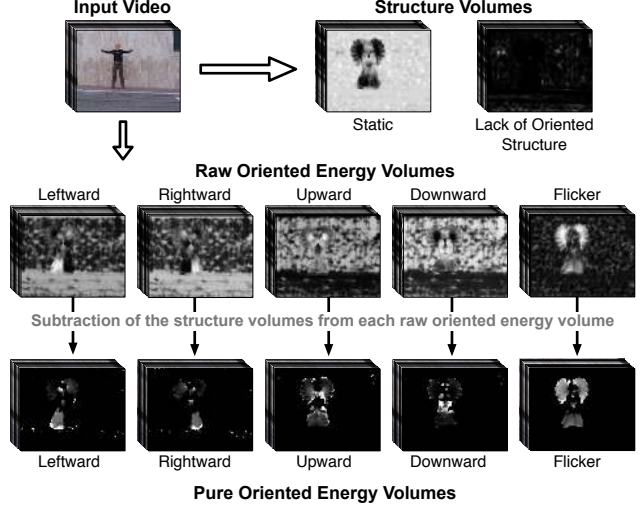 Input Video
Structure Volumes
Static
Lack of Oriented
Structure
Raw Oriented Energy Volumes
Leftward
Rightward
Upward
Downward
Flicker
Subtraction of the structure volumes from each raw oriented energy volume
Leftward
Rightward
Upward
Downward
Flicker
Pure Oriented Energy Volumes